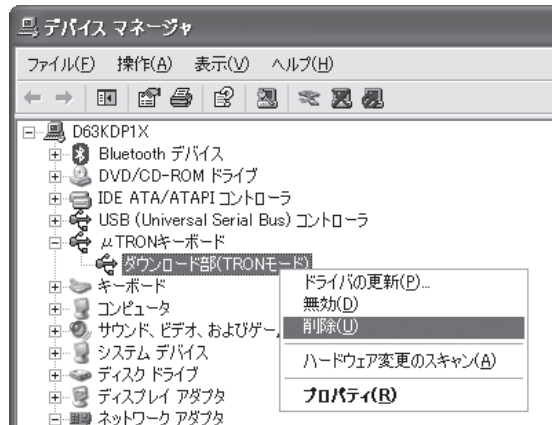 デバイス マネージャ
ファイル(F) 操作(A) 表示(V) ヘルプ(H)
D63KDP1X
Bluetooth デバイス
DVD/CD-ROM ドライブ
IDE ATA/ATAPI コントローラ
USB (Universal Serial Bus) コントローラ
μTRONキーボード
ダウンロード部(TRONモード)
キーボード
コンピュータ
サウンド、ビデオ、およびゲー
システム デバイス
ディスク ドライブ
ディスプレイ アダプタ
ネットワーク アダプタ
ドライバの更新(P)...
無効(D)
削除(U)
ハードウェア変更のスキャン(A)
プロパティ(R)